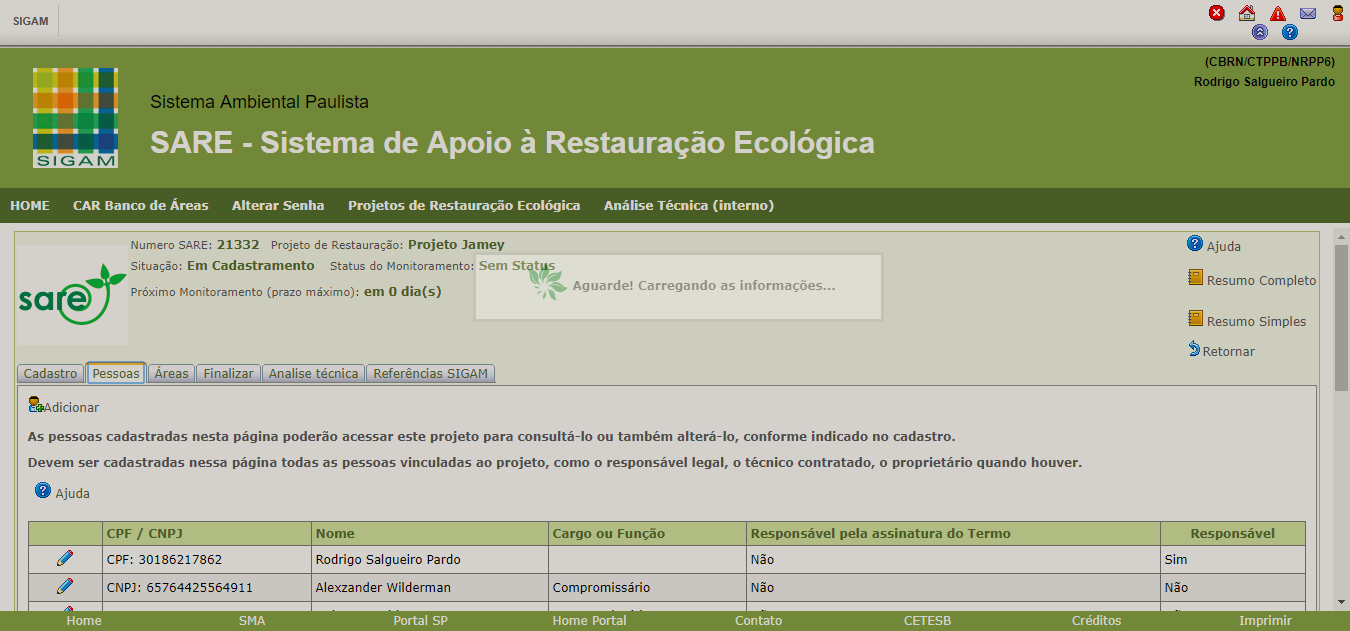 SIGAM
(CBRN/CTPPB/NRPP6)
Rodrigo Salgueiro Pardo
SIGAM
Sistema Ambiental Paulista
SARE - Sistema de Apoio à Restauração Ecológica
HOME CAR Banco de Áreas Alterar Senha Projetos de Restauração Ecológica Análise Técnica (interno)
sare
Numero SARE: 21332 Projeto de Restauração: Projeto Jamey
Situação: Em Cadastramento Status do Monitoramento: Sem Status
Próximo Monitoramento (prazo máximo): em 0 dia(s)
Aguarde! Carregando as informações...
Ajuda
Resumo Completo
Resumo Simples
Retornar
Cadastro Pessoas Áreas Finalizar Analise técnica Referências SIGAM
Adicionar
As pessoas cadastradas nesta página poderão acessar este projeto para consultá-lo ou também alterá-lo, conforme indicado no cadastro.
Devem ser cadastradas nessa página todas as pessoas vinculadas ao projeto, como o responsável legal, o técnico contratado, o proprietário quando houver.
Ajuda
CPF / CNPJ Nome Cargo ou Função Responsável pela assinatura do Termo Responsável
CPF: 30186217862 Rodrigo Salgueiro Pardo Não Sim
CNPJ: 65764425564911 Alexzander Wilderman Compromissário Não Não
Home SMA Portal SP Home Portal Contato CETESB Créditos Imprimir